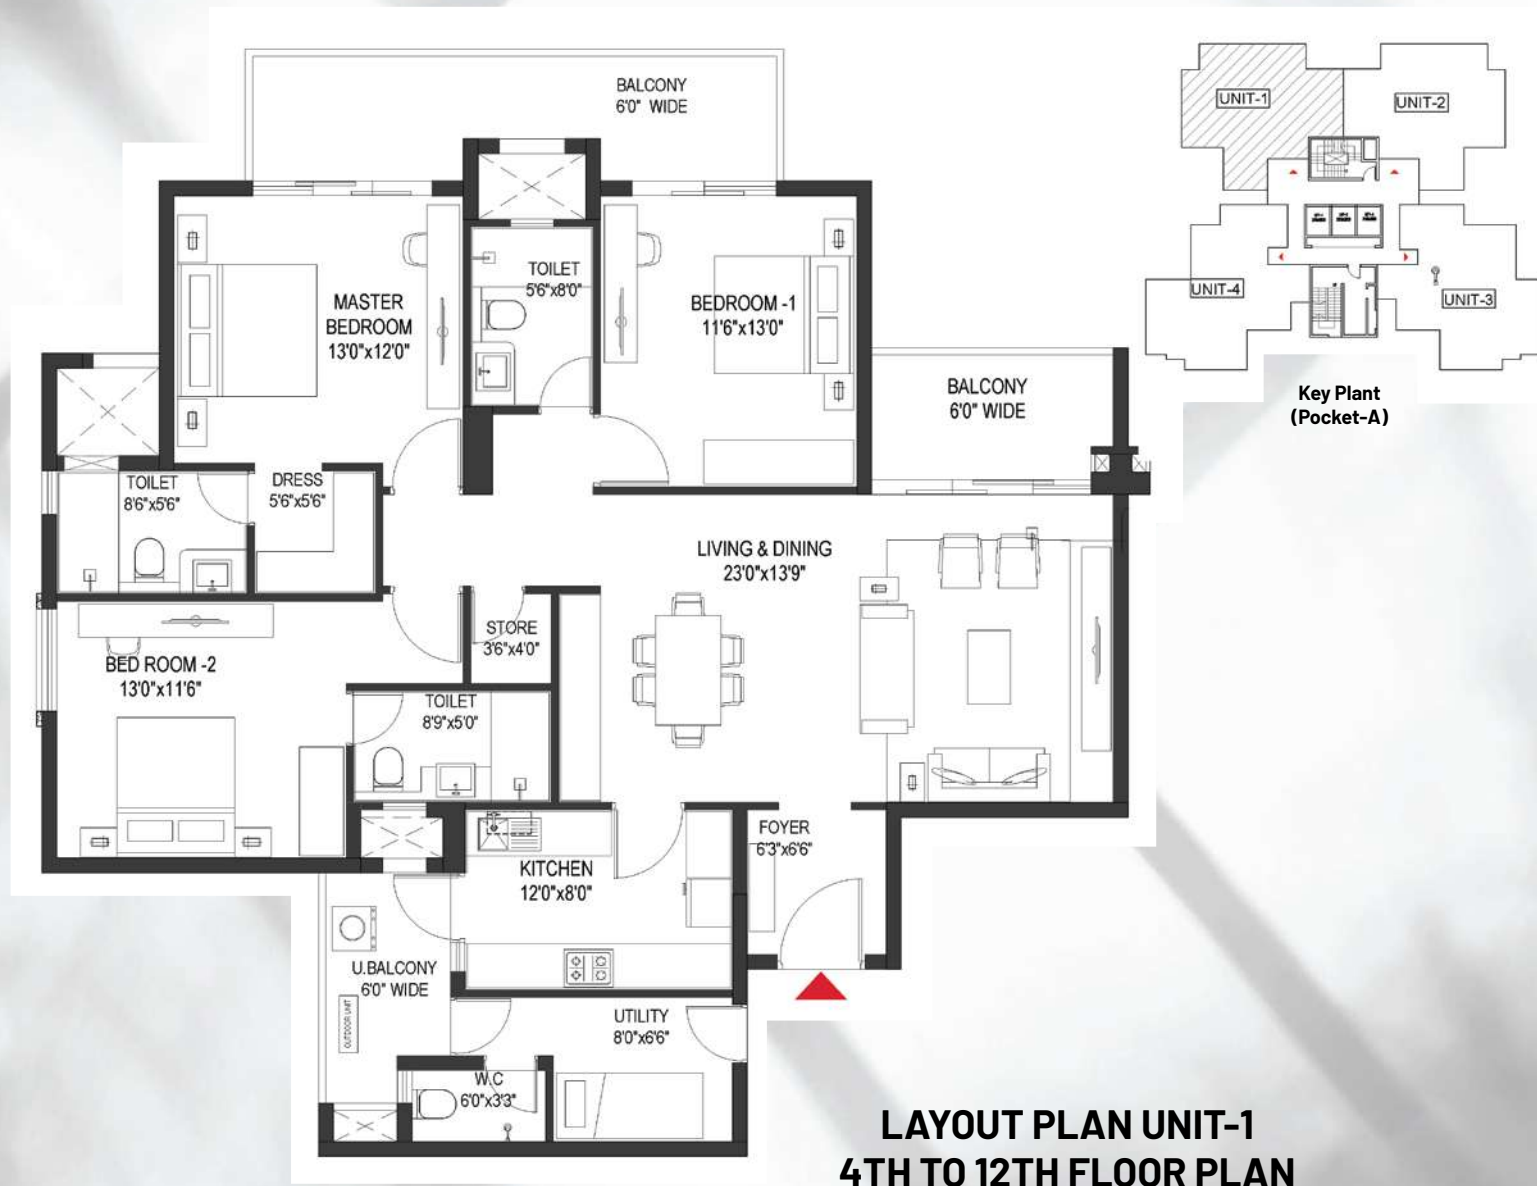 BALCONY
6'0" WIDE
UNIT-1
UNIT-2
UNIT-4
UNIT-3
Key Plant
(Pocket-A)
TOILET
5'6"x8'0"
MASTER
BEDROOM
13'0"x12'0"
BEDROOM -1
11'6"x13'0"
BALCONY
6'0" WIDE
TOILET
8'6"x5'6"
DRESS
5'6"x5'6"
LIVING & DINING
23'0"x13'9"
STORE
3'6"x4'0"
BED ROOM -2
13'0"x11'6"
TOILET
8'9"x5'0"
FOYER
6'3"x6'6"
KITCHEN
12'0"x8'0"
U.BALCONY
6'0" WIDE
OUTDOOR UNIT
UTILITY
8'0"x6'6"
W.C
6'0"x3'3"
LAYOUT PLAN UNIT-1
4TH TO 12TH FLOOR PLAN